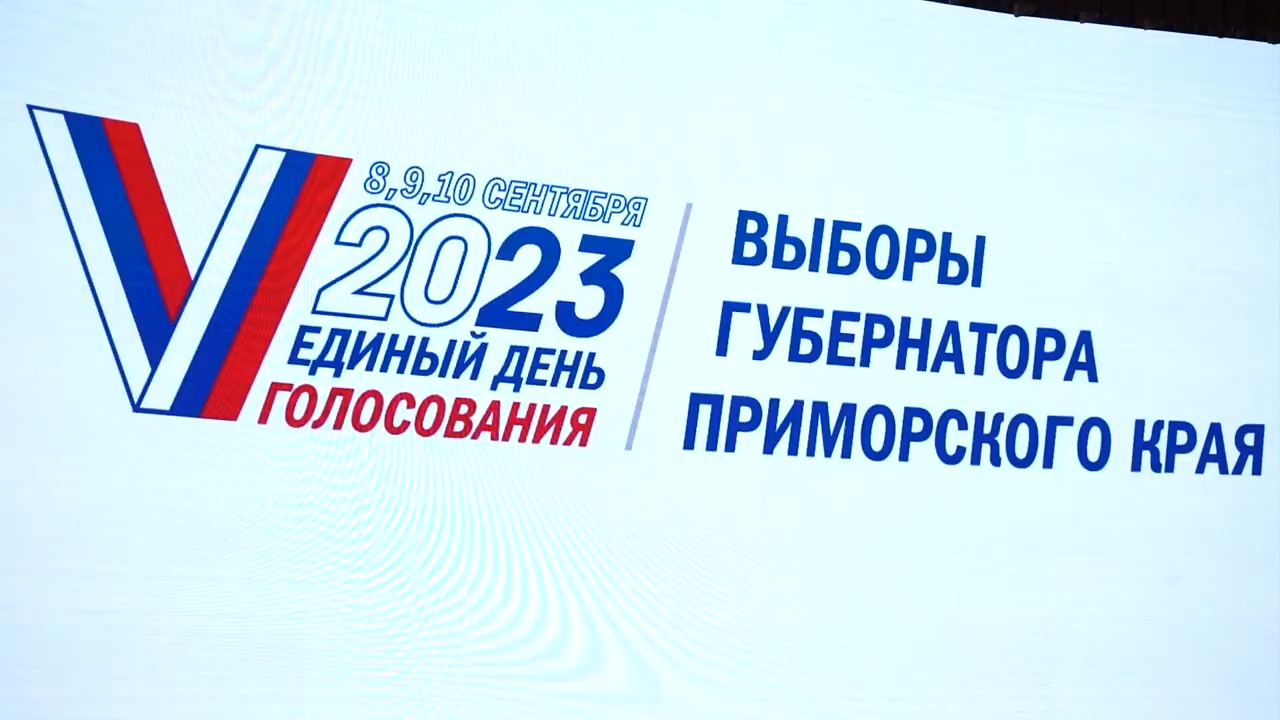 8, 9, 10 СЕНТЯБРЯ
2023
ЕДИНЫЙ ДЕНЬ
ГОЛОСОВАНИЯ
ВЫБОРЫ
ГУБЕРНАТОРА
ПРИМОРСКОГО КРАЯ